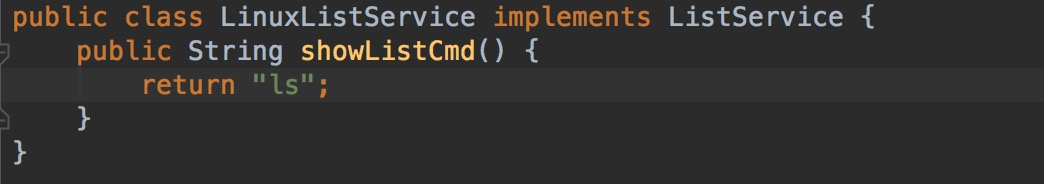 public class LinuxListService implements ListService {
    public String showListCmd() {
        return "ls";
    }
}